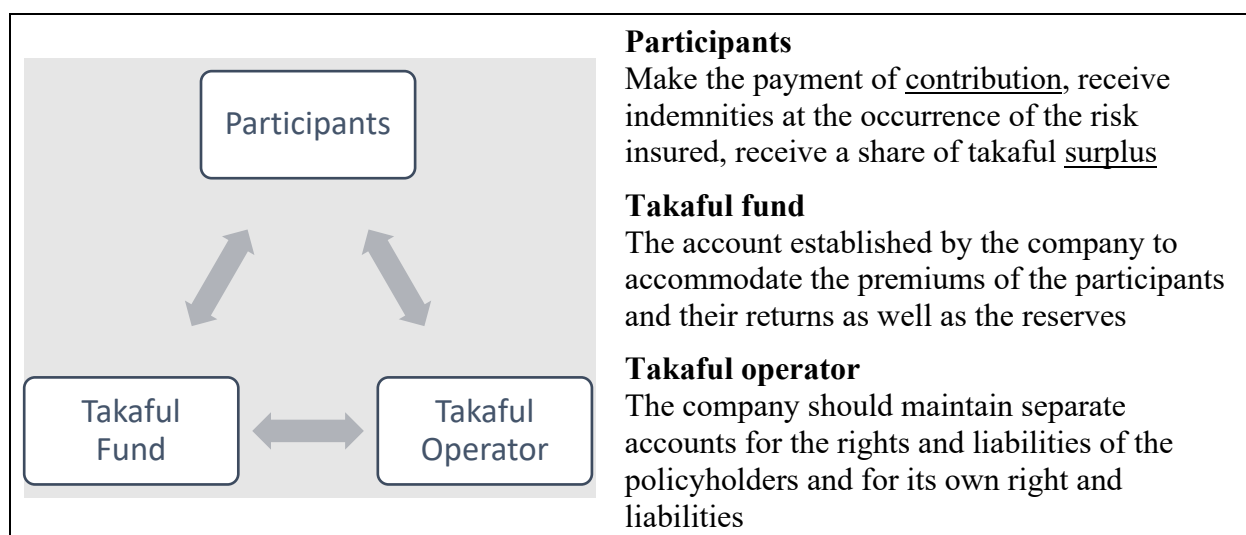 Participants
Takaful
Fund
Takaful
Operator
Participants
Make the payment of contribution, receive
indemnities at the occurrence of the risk
insured, receive a share of takaful surplus
Takaful fund
The account established by the company to
accommodate the premiums of the participants
and their returns as well as the reserves
Takaful operator
The company should maintain separate
accounts for the rights and liabilities of the
policyholders and for its own right and
liabilities